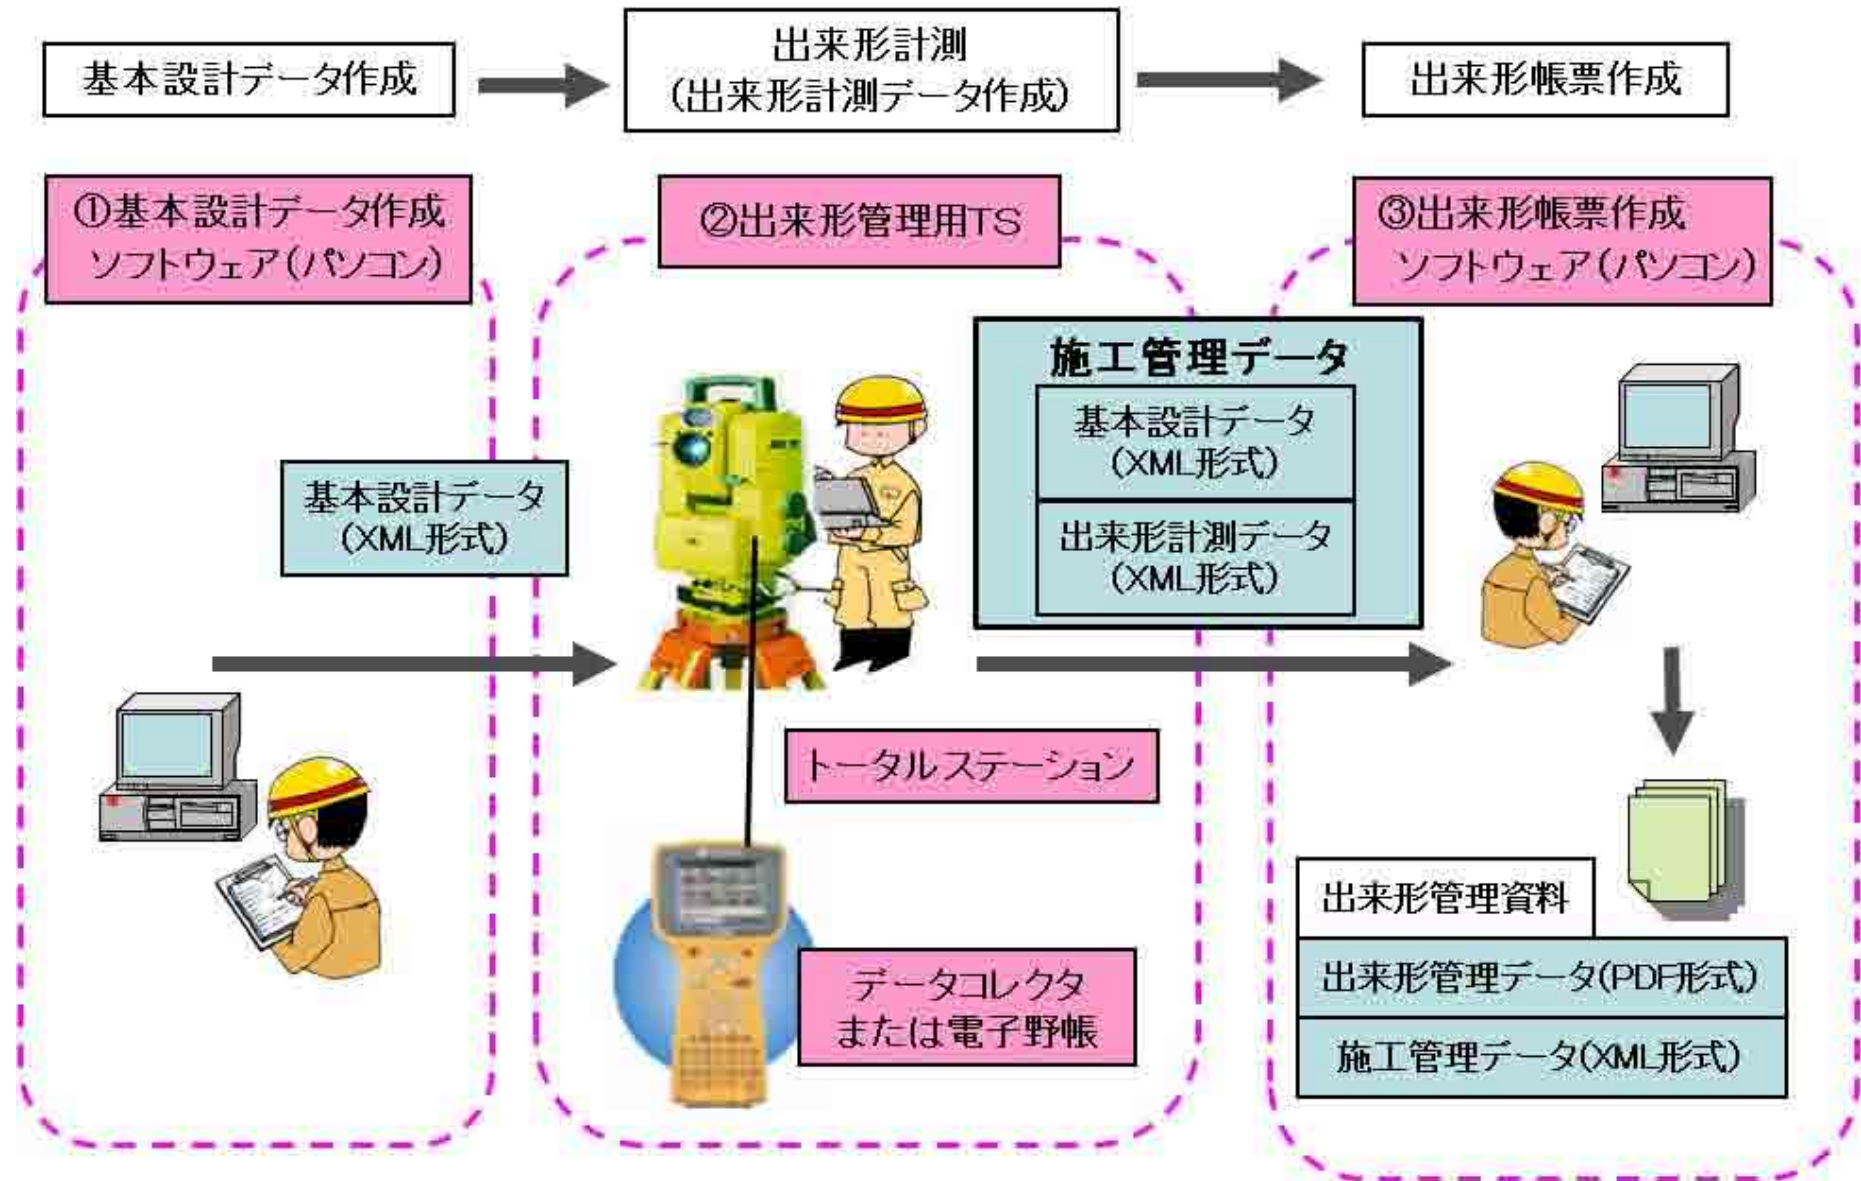 基本設計データ作成
出来形計測
(出来形計測データ作成)
出来形帳票作成
①基本設計データ作成
ソフトウェア(パソコン)
②出来形管理用TS
③出来形帳票作成
ソフトウェア(パソコン)
基本設計データ
(XML形式)
施工管理データ
基本設計データ
(XML形式)
出来形計測データ
(XML形式)
トータルステーション
データコレクタ
または電子野帳
出来形管理資料
出来形管理データ(PDF形式)
施工管理データ(XML形式)